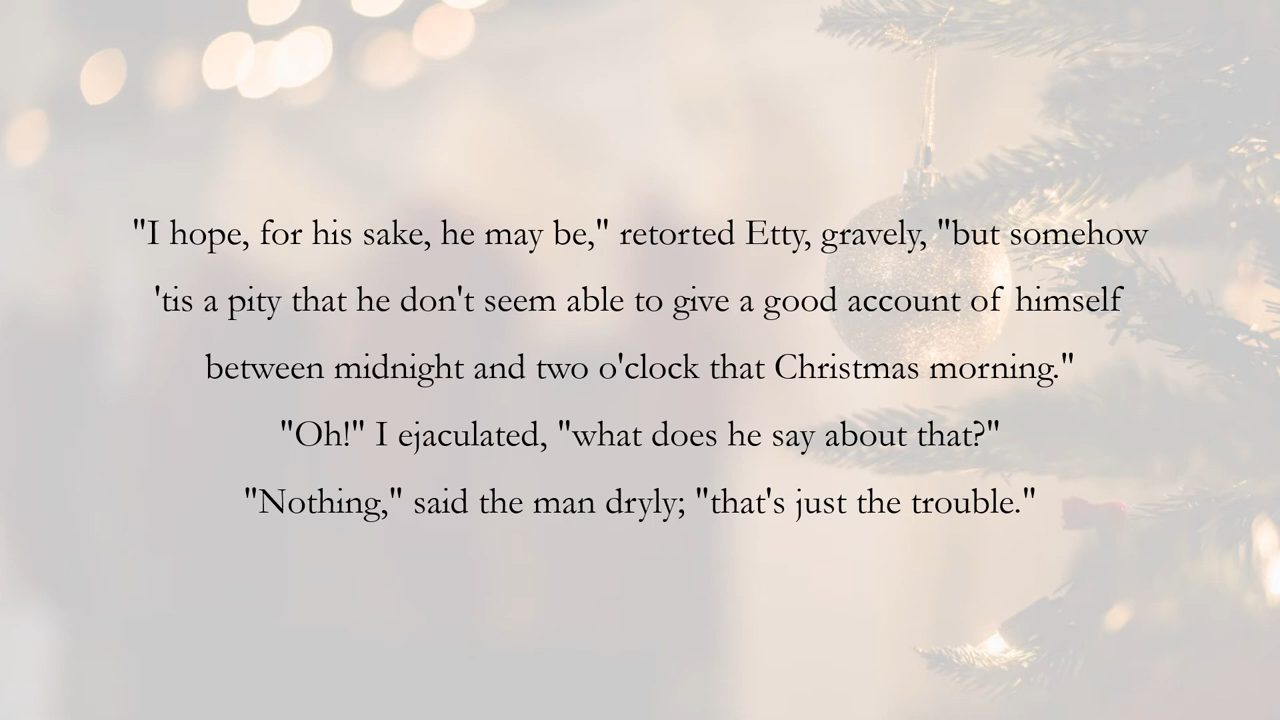 "I hope, for his sake, he may be," retorted Etty, gravely, "but somehow
'tis a pity that he don't seem able to give a good account of himself
between midnight and two o'clock that Christmas morning."
"Oh!" I ejaculated, "what does he say about that?"
"Nothing," said the man dryly; "that's just the trouble."